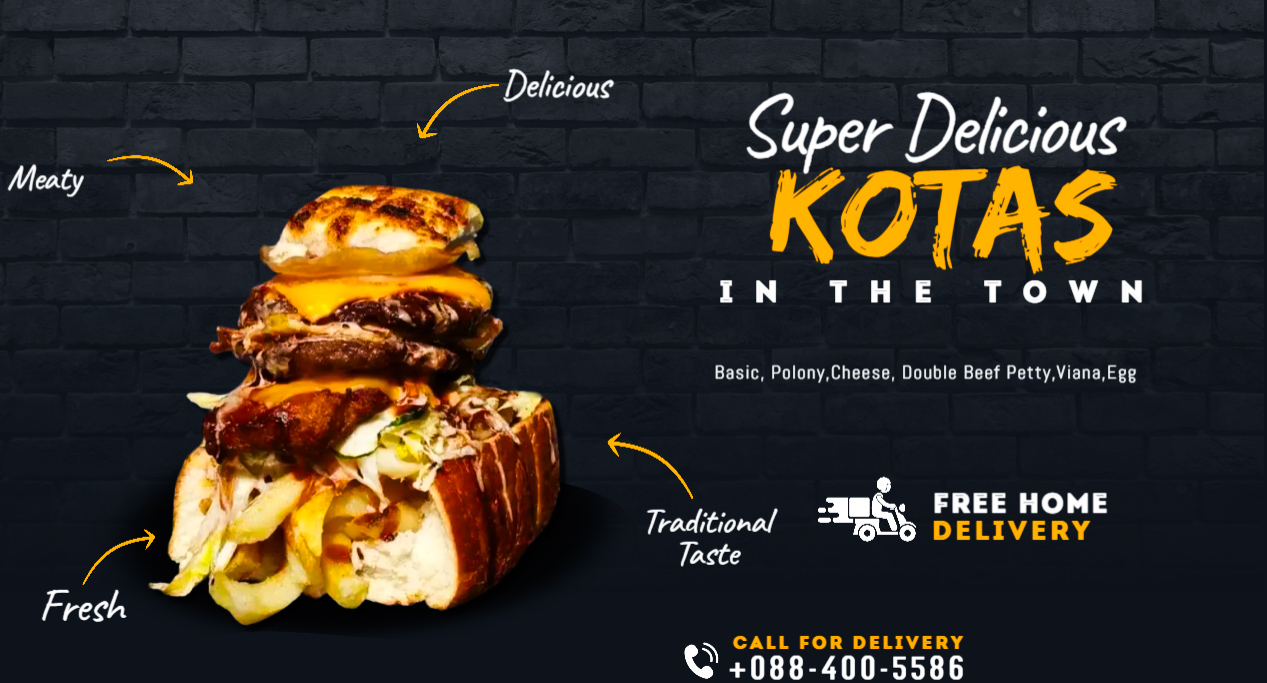 Delicious
Meaty
Super Delicious
KOTAS
IN THE TOWN
Basic, Polony,Cheese, Double Beef Petty,Viana,Egg
Traditional
Taste
FREE HOME
DELIVERY
Fresh
CALL FOR DELIVERY
+088-400-5586